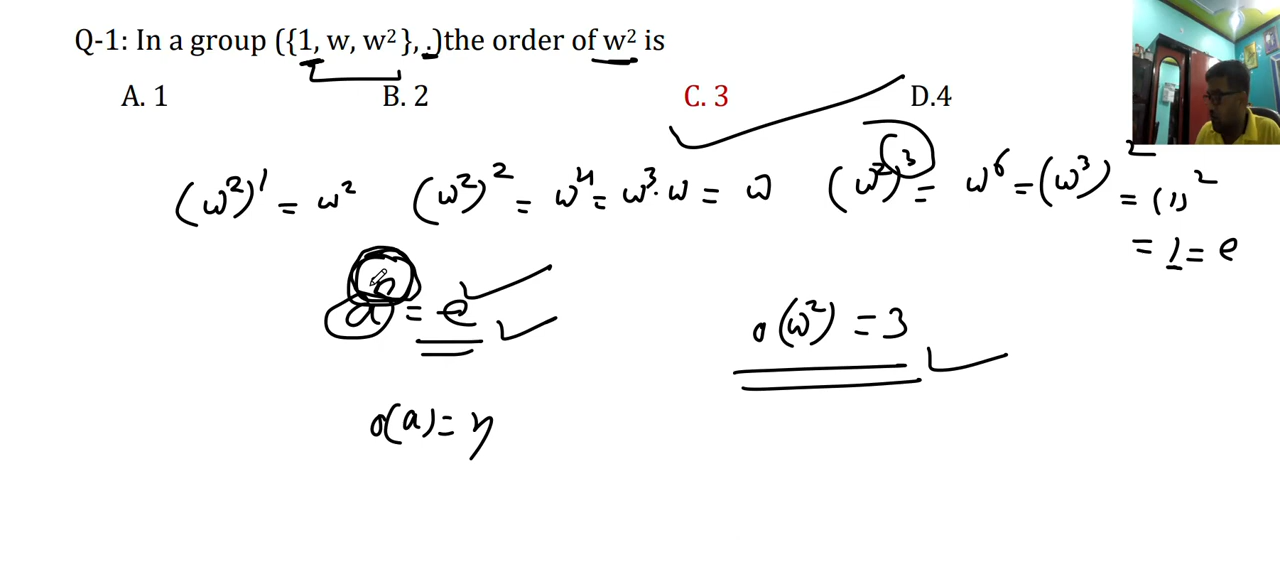 Q-1: In a group ({1, w, w²}, .)the order of w² is
A. 1 B. 2 C. 3 D.4
(ω²)¹ = ω² (ω²)² = ω⁴ = ω³. ω = ω (ω²)³ = ω⁶ = (ω³)² = (1)²
= 1 = e
aⁿ = e
o(ω²) = 3
o(a) = n